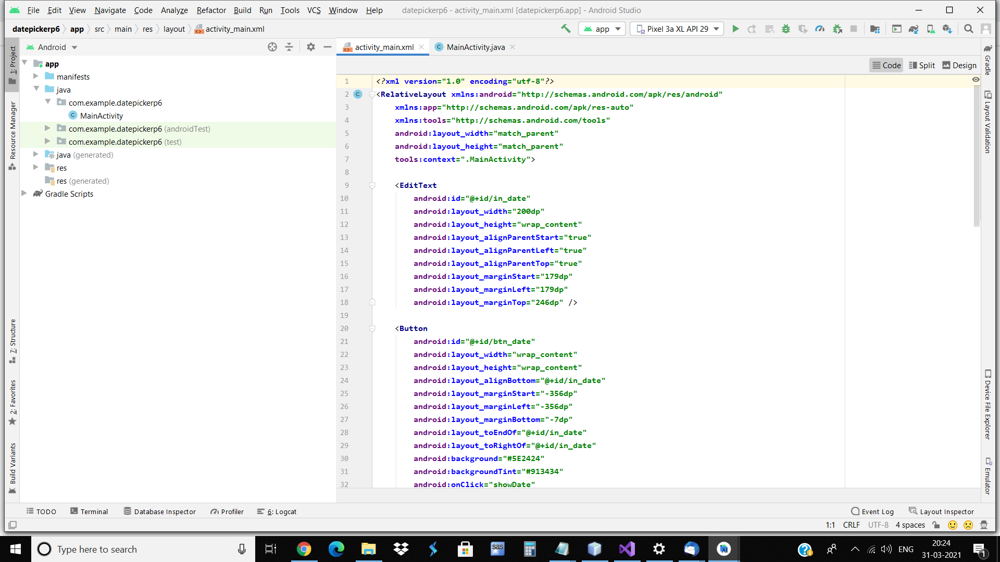 File Edit View Navigate Code Analyze Refactor Build Run Tools VCS Window Help datepickerp6 - activity_main.xml [datepickerp6.app] - Android Studio
datepickerp6 app src main res layout activity_main.xml app Pixel 3a XL API 29
Android
activity_main.xml MainActivity.java
Code Split Design
1: Project
Resource Manager
7: Structure
2: Favorites
Build Variants
app
manifests
java
com.example.datepickerp6
MainActivity
com.example.datepickerp6 (androidTest)
com.example.datepickerp6 (test)
java (generated)
res
res (generated)
Gradle Scripts
1 <?xml version="1.0" encoding="utf-8"?>
2 <RelativeLayout xmlns:android="http://schemas.android.com/apk/res/android"
3 xmlns:app="http://schemas.android.com/apk/res-auto"
4 xmlns:tools="http://schemas.android.com/tools"
5 android:layout_width="match_parent"
6 android:layout_height="match_parent"
7 tools:context=".MainActivity">
8
9 <EditText
10 android:id="@+id/in_date"
11 android:layout_width="200dp"
12 android:layout_height="wrap_content"
13 android:layout_alignParentStart="true"
14 android:layout_alignParentLeft="true"
15 android:layout_alignParentTop="true"
16 android:layout_marginStart="179dp"
17 android:layout_marginLeft="179dp"
18 android:layout_marginTop="246dp" />
19
20 <Button
21 android:id="@+id/btn_date"
22 android:layout_width="wrap_content"
23 android:layout_height="wrap_content"
24 android:layout_alignBottom="@+id/in_date"
25 android:layout_marginStart="-356dp"
26 android:layout_marginLeft="-356dp"
27 android:layout_marginBottom="-7dp"
28 android:layout_toEndOf="@+id/in_date"
29 android:layout_toRightOf="@+id/in_date"
30 android:background="#5E2424"
31 android:backgroundTint="#913434"
32 android:onClick="showDate"
Gradle
Layout Validation
Device File Explorer
Emulator
TODO Terminal Database Inspector Profiler 6: Logcat Event Log Layout Inspector
1:1 CRLF UTF-8 4 spaces
Type here to search
sas
ENG
20:24
31-03-2021
1